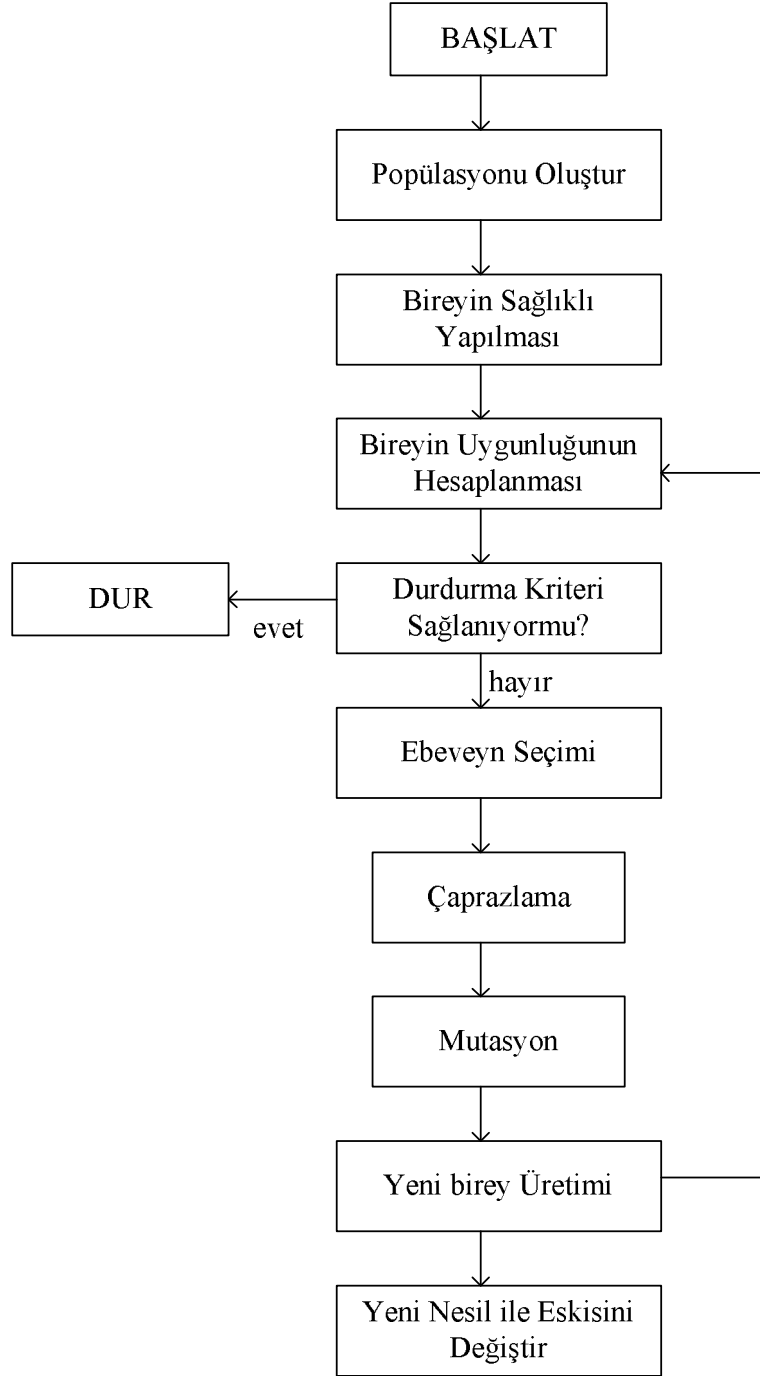 BAŞLAT
Popülasyonu Oluştur
Bireyin Sağlıklı
Yapılması
Bireyin Uygunluğunun
Hesaplanması
Durdurma Kriteri
Sağlanıyormu?
DUR
evet
hayır
Ebeveyn Seçimi
Çaprazlama
Mutasyon
Yeni birey Üretimi
Yeni Nesil ile Eskisini
Değiştir